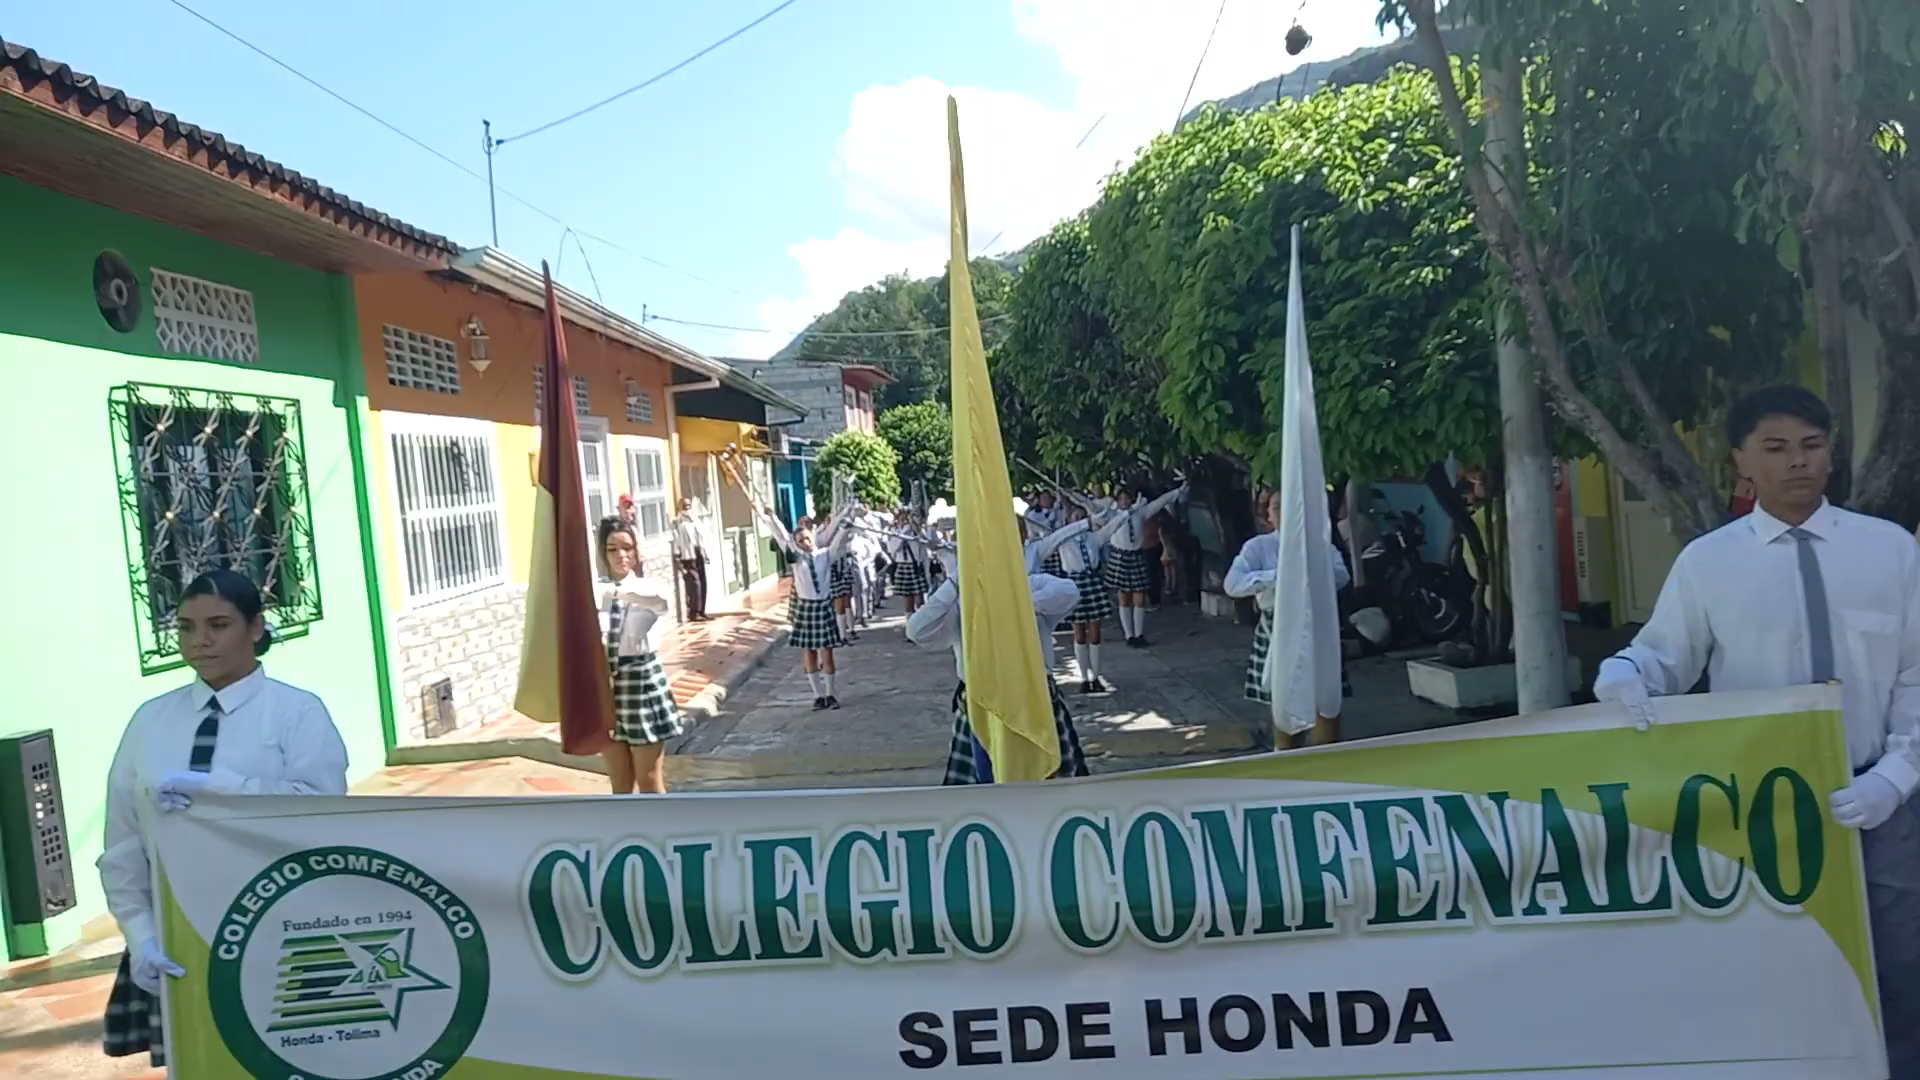 COLEGIO COMFENALCO
SEDE HONDA
COLEGIO COMFENALCO
Fundado en 1994
Honda - Tolima